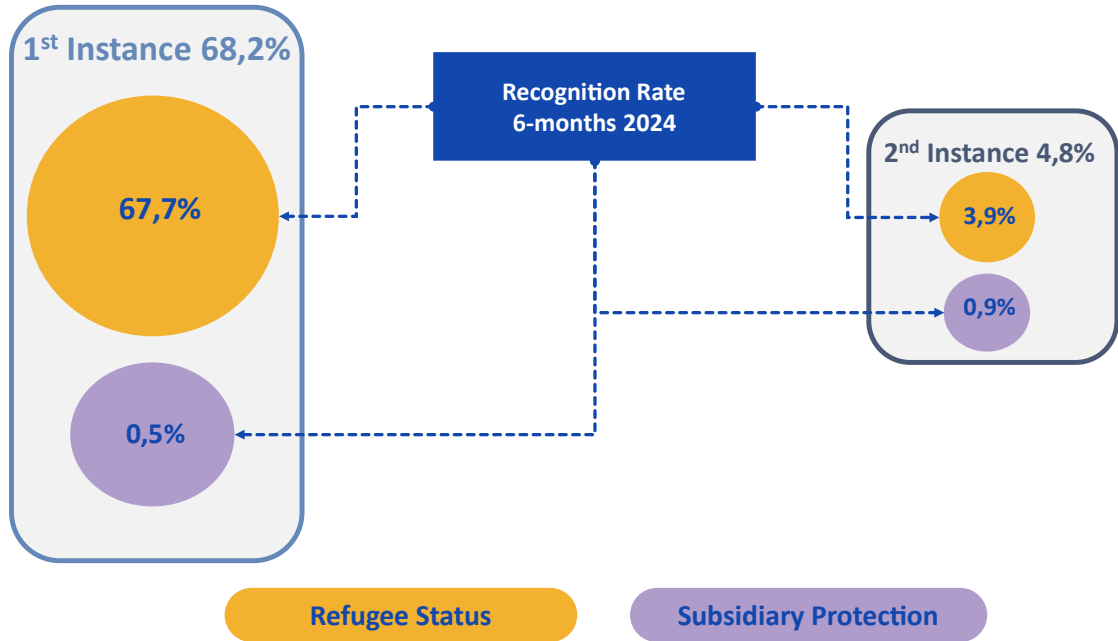 1st Instance 68,2%
67,7%
0,5%
Recognition Rate
6-months 2024
2nd Instance 4,8%
3,9%
0,9%
Refugee Status
Subsidiary Protection